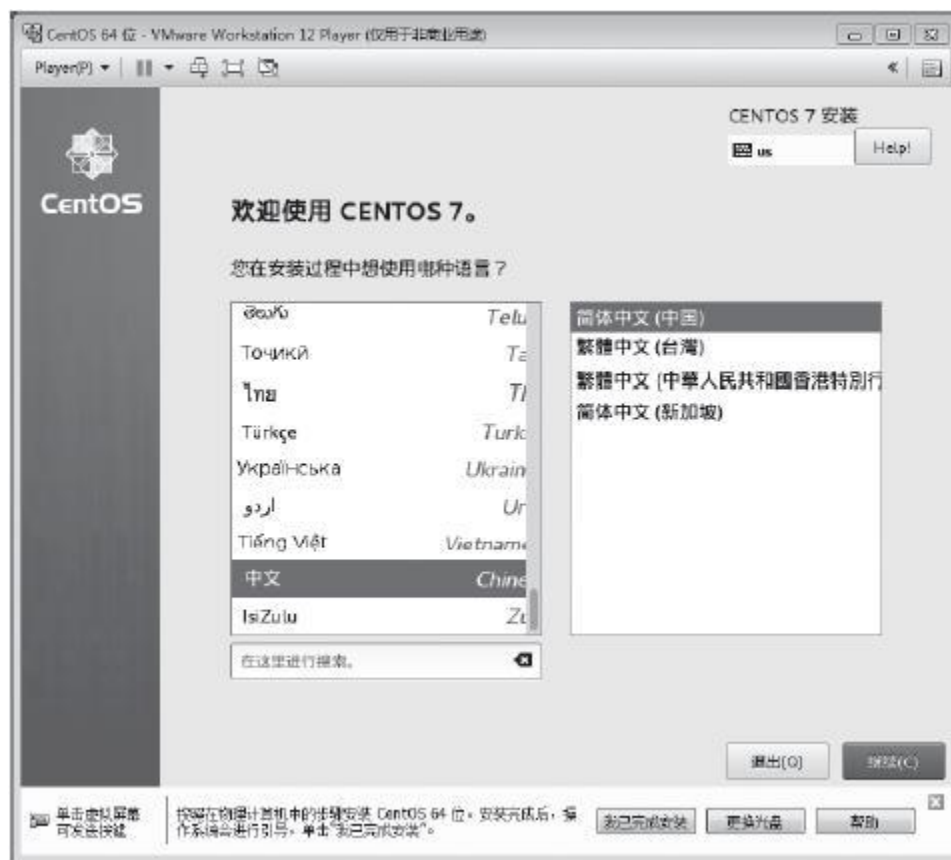 CentOS 64 位 - VMware Workstation 12 Player (仅用于非商业用途)
Player(P)
CENTOS 7 安装
us
Help!
CentOS
欢迎使用 CENTOS 7。
您在安装过程中想使用哪种语言？
తెలుగు Telu
Тоҷикӣ Ta
ไทย Th
Türkçe Turk
Українська Ukrain
اردو Ur
Tiếng Việt Vietname
中文 Chine
IsiZulu Zu
简体中文 (中国)
繁體中文 (台灣)
繁體中文 (中華人民共和國香港特別行
简体中文 (新加坡)
在这里进行搜索。
退出(Q)
继续(C)
单击虚拟屏幕
可发送按键
按照在物理计算机中的步骤安装 CentOS 64 位。安装完成后，操
作系统会进行引导，单击“我已完成安装”。
我已完成安装
更换光盘
帮助